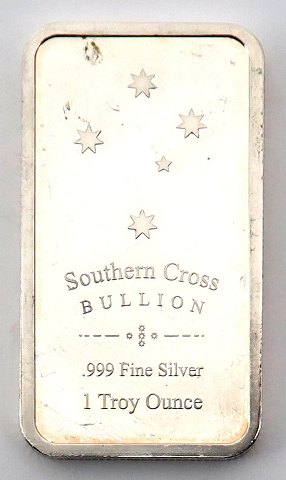 Southern Cross
BULLION
.999 Fine Silver
1 Troy Ounce